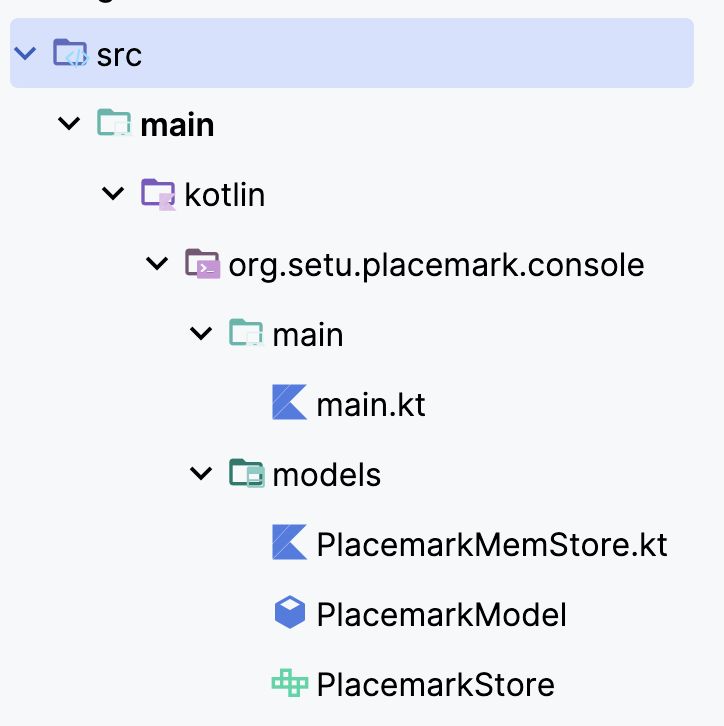 src
main
kotlin
org.setu.placemark.console
main
main.kt
models
PlacemarkMemStore.kt
PlacemarkModel
PlacemarkStore